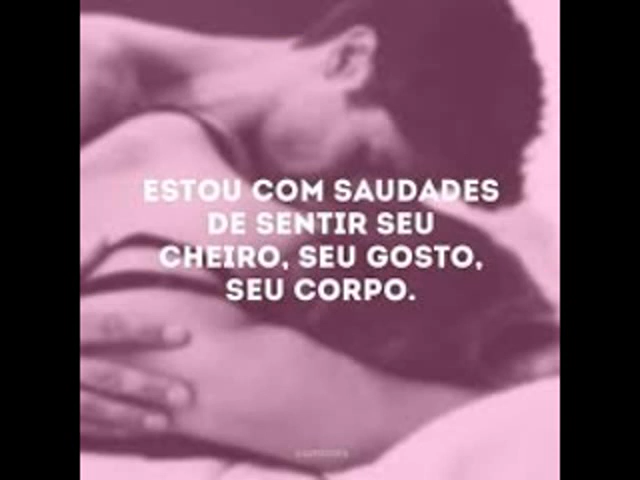 ESTOU COM SAUDADES
DE SENTIR SEU
CHEIRO, SEU GOSTO,
SEU CORPO.